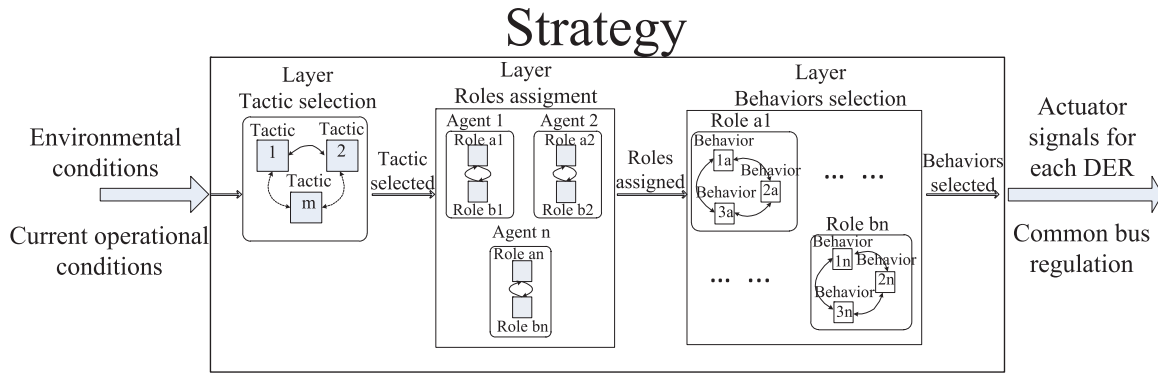 Strategy
Environmental
conditions
Current operational
conditions
Layer
Tactic selection
Tactic
1
Tactic
2
Tactic
m
Tactic
selected
Layer
Roles assigment
Agent 1
Role a1
Role b1
Agent 2
Role a2
Role b2
Agent n
Role an
Role bn
Roles
assigned
Layer
Behaviors selection
Role a1
Behavior
1a
Behavior
2a
Behavior
3a
... ...
... ...
Role bn
Behavior
1n
Behavior
2n
Behavior
3n
Behaviors
selected
Actuator
signals for
each DER
Common bus
regulation